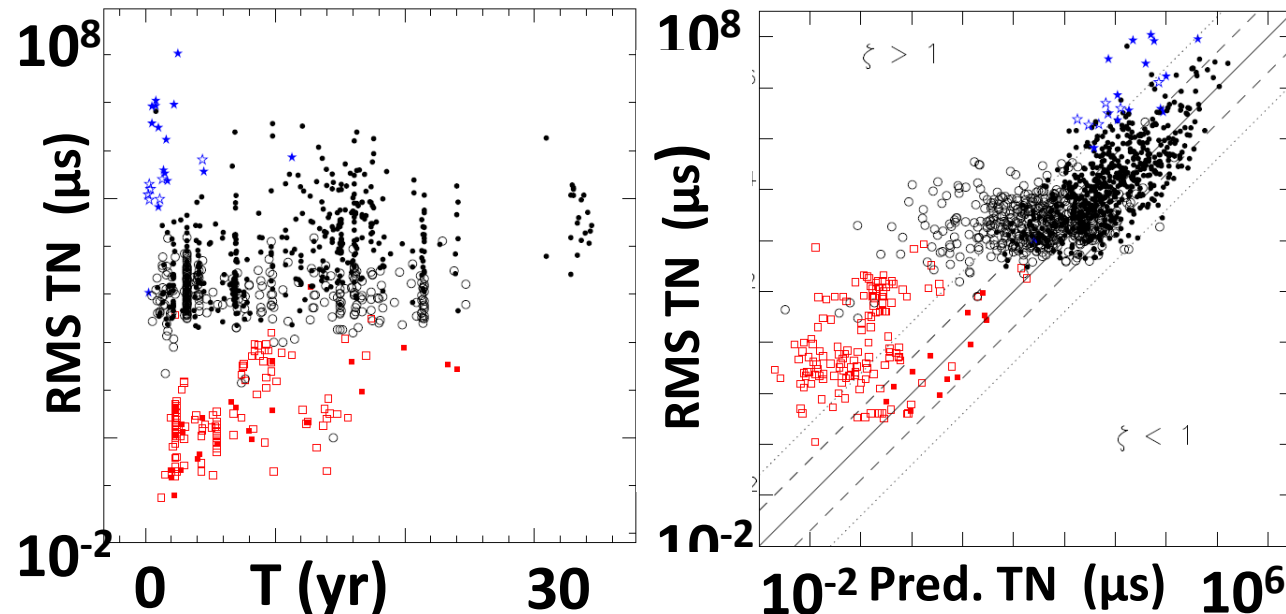 10⁸
RMS TN (μs)
10⁻²
0
T (yr)
30
10⁸
ζ > 1
RMS TN (μs)
ζ < 1
10⁻²
10⁻² Pred. TN (μs) 10⁶